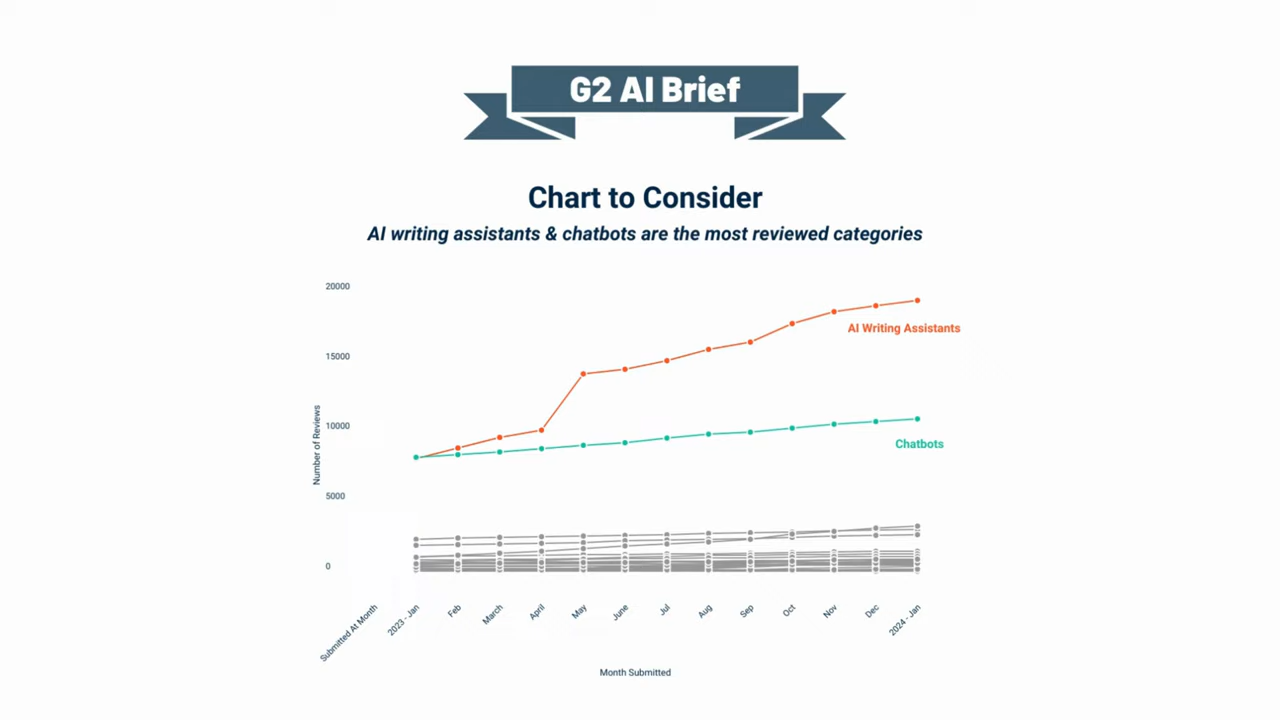 G2 AI Brief
Chart to Consider
AI writing assistants & chatbots are the most reviewed categories
20000
15000
10000
5000
0
Number of Reviews
AI Writing Assistants
Chatbots
Submitted At Month
2023 - Jan
Feb
March
April
May
June
Jul
Aug
Sep
Oct
Nov
Dec
2024 - Jan
Month Submitted